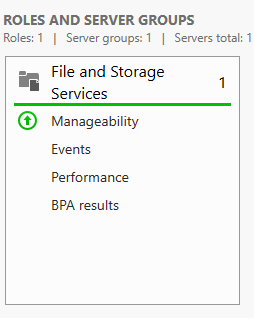 ROLES AND SERVER GROUPS
Roles: 1 | Server groups: 1 | Servers total: 1
File and Storage
Services
1
Manageability
Events
Performance
BPA results